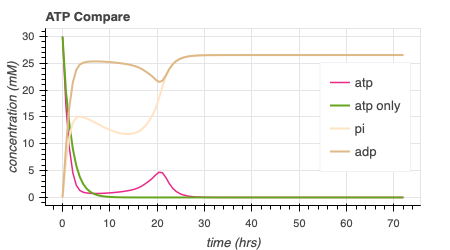 ATP Compare
concentration (mM)
30
25
20
15
10
5
0
atp
atp only
pi
adp
0 10 20 30 40 50 60 70
time (hrs)